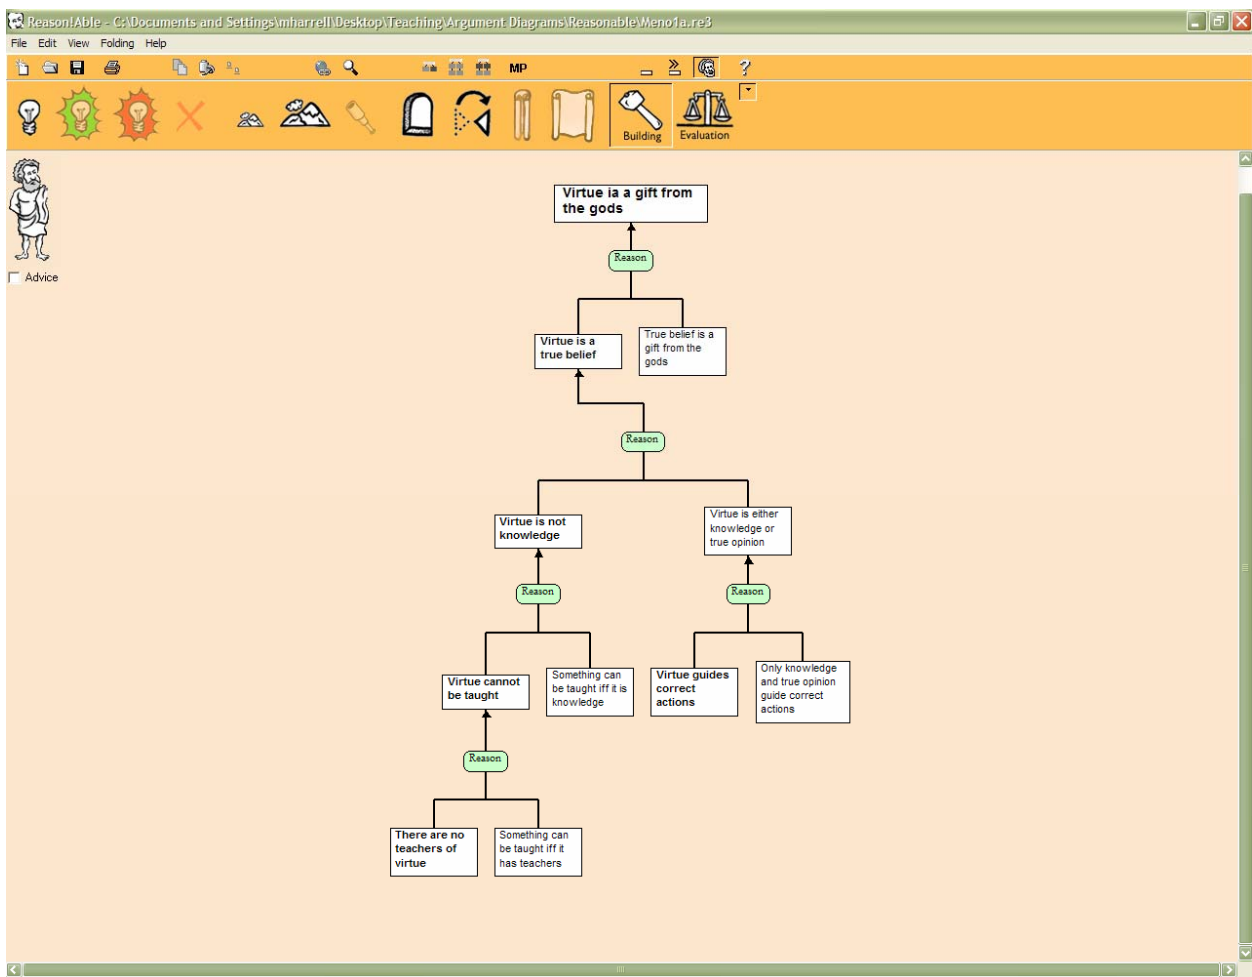 Reason!Able - C:\Documents and Settings\mharrell\Desktop\Teaching\Argument Diagrams\Reasonable\Meno1a.re3
File Edit View Folding Help
MP
?
Building
Evaluation
Advice
Virtue ia a gift from
the gods
Reason
Virtue is a
true belief
True belief is a
gift from the
gods
Reason
Virtue is not
knowledge
Virtue is either
knowledge or
true opinion
Reason
Reason
Virtue cannot
be taught
Something can
be taught iff it is
knowledge
Virtue guides
correct
actions
Only knowledge
and true opinion
guide correct
actions
Reason
There are no
teachers of
virtue
Something can
be taught iff it
has teachers